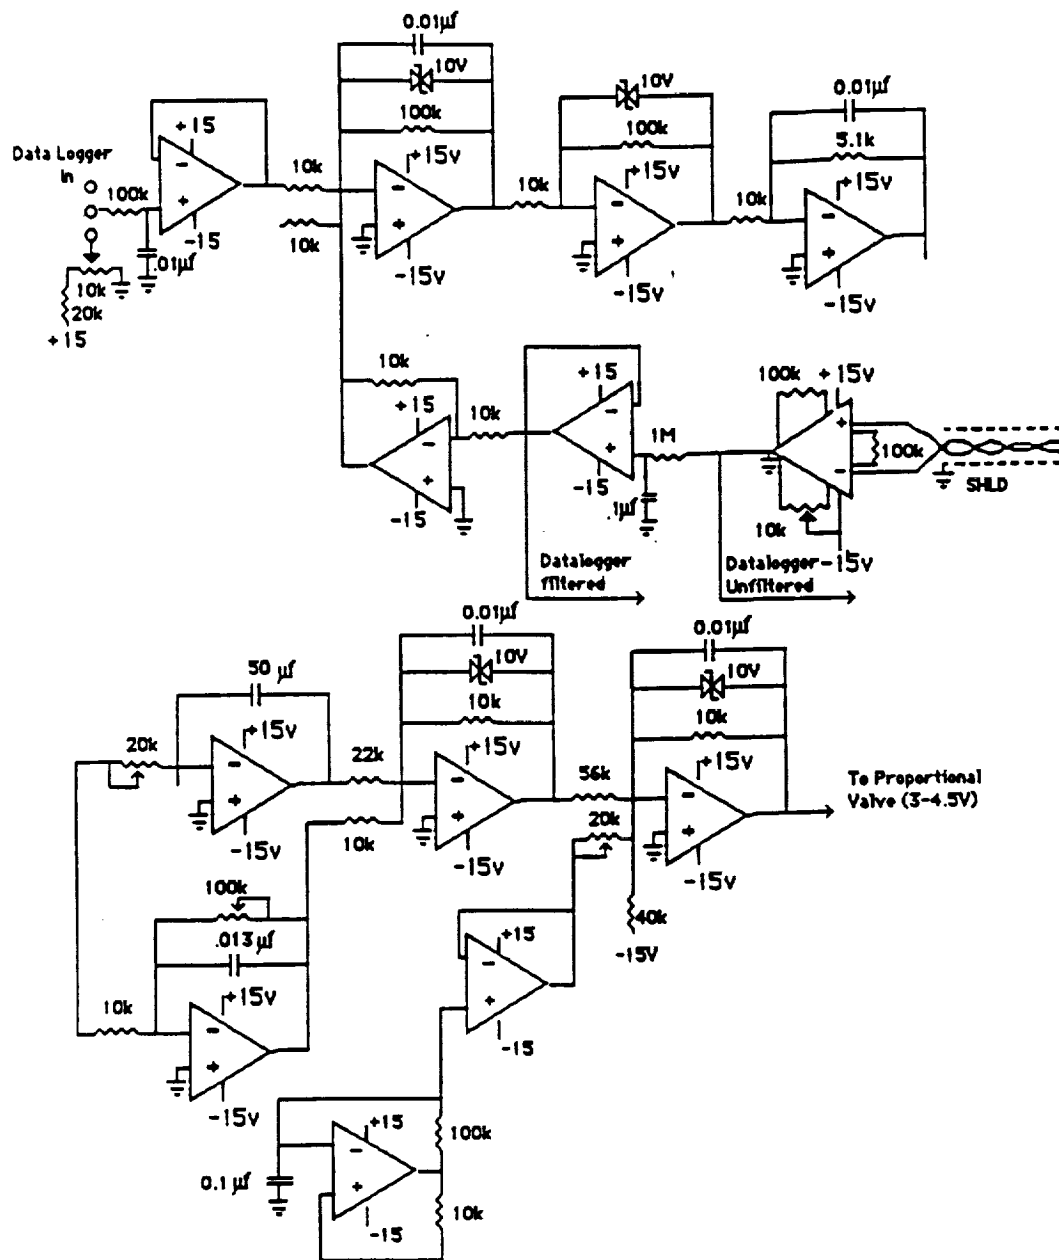 0.01µf
10V
100k
10V
100k
0.01µf
5.1k
+15
Data Logger
In
100k
-15
.01µf
10k
20k
+15
10k
10k
+15v
-15v
10k
+15v
-15v
10k
+15v
-15v
10k
+15
-15
10k
+15
-15
1M
1µf
100k
+15v
100k
10k
-15v
SHLD
Datalogger
filtered
Datalogger
Unfiltered
50 µf
20k
+15v
-15v
0.01µf
10V
10k
22k
10k
+15v
-15v
0.01µf
10V
10k
56k
20k
+15v
-15v
40k
-15V
To Proportional
Valve (3-4.5V)
100k
.013µf
10k
+15v
-15v
+15
-15
0.1µf
+15
-15
100k
10k